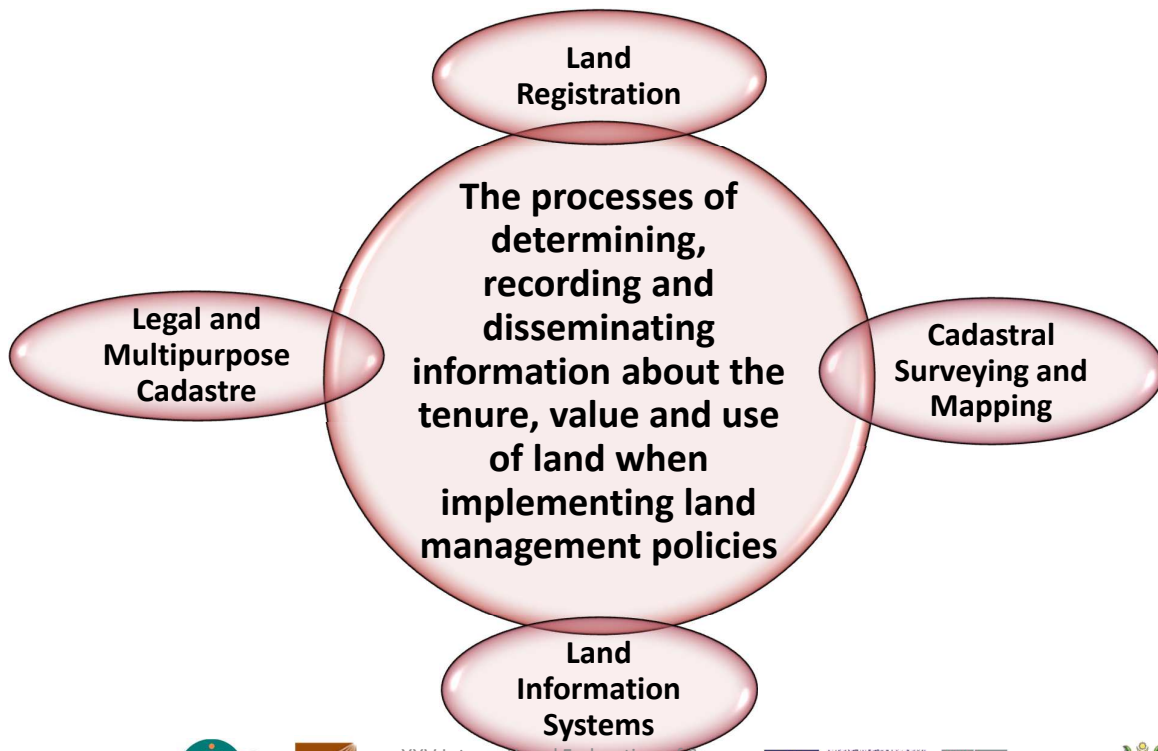 Land
Registration
The processes of
determining,
recording and
disseminating
information about the
tenure, value and use
of land when
implementing land
management policies
Legal and
Multipurpose
Cadastre
Cadastral
Surveying and
Mapping
Land
Information
Systems